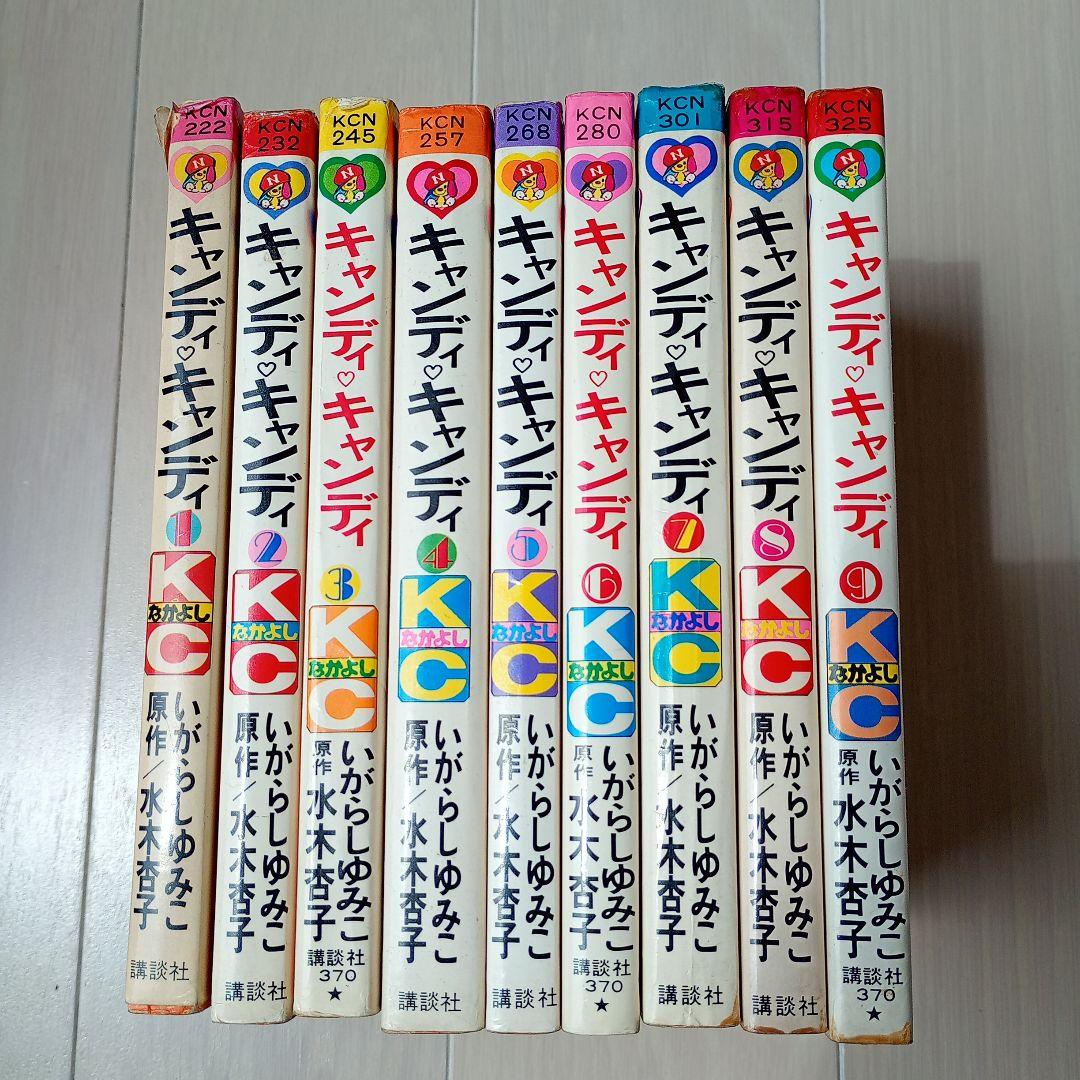 KCN
222
キャンディ♡キャンディ
1
KC
なかよし
いがらしゆみこ
原作/水木杏子
講談社
KCN
232
キャンディ♡キャンディ
2
KC
なかよし
いがらしゆみこ
原作/水木杏子
講談社
KCN
245
キャンディ♡キャンディ
3
KC
なかよし
いがらしゆみこ
原作 水木杏子
講談社
370
★
KCN
257
キャンディ♡キャンディ
4
KC
なかよし
いがらしゆみこ
原作/水木杏子
講談社
KCN
268
キャンディ♡キャンディ
5
KC
なかよし
いがらしゆみこ
原作/水木杏子
講談社
KCN
280
キャンディ♡キャンディ
6
KC
なかよし
いがらしゆみこ
原作 水木杏子
講談社
370
★
KCN
301
キャンディ♡キャンディ
7
KC
なかよし
いがらしゆみこ
原作/水木杏子
講談社
KCN
315
キャンディ♡キャンディ
8
KC
なかよし
いがらしゆみこ
原作/水木杏子
講談社
KCN
325
キャンディ♡キャンディ
9
KC
なかよし
いがらしゆみこ
原作 水木杏子
講談社
370
★